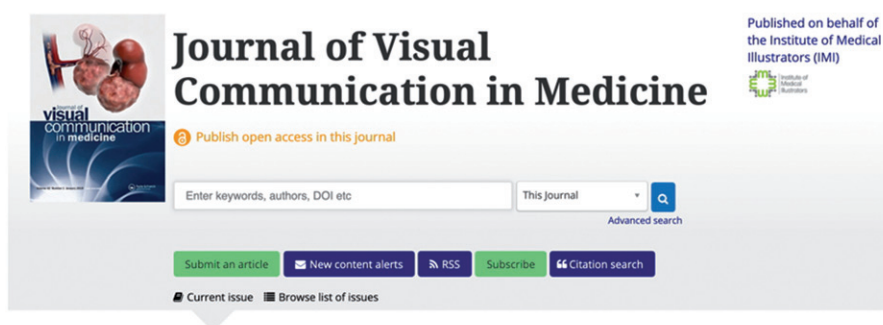 Journal of Visual
Communication in Medicine
Publish open access in this journal
Enter keywords, authors, DOI etc
This Journal
Advanced search
Submit an article
New content alerts
RSS
Subscribe
Citation search
Current issue
Browse list of issues
Published on behalf of
the Institute of Medical
Illustrators (IMI)
Institute of
Medical
Illustrators
journal of
visual
communication
in medicine